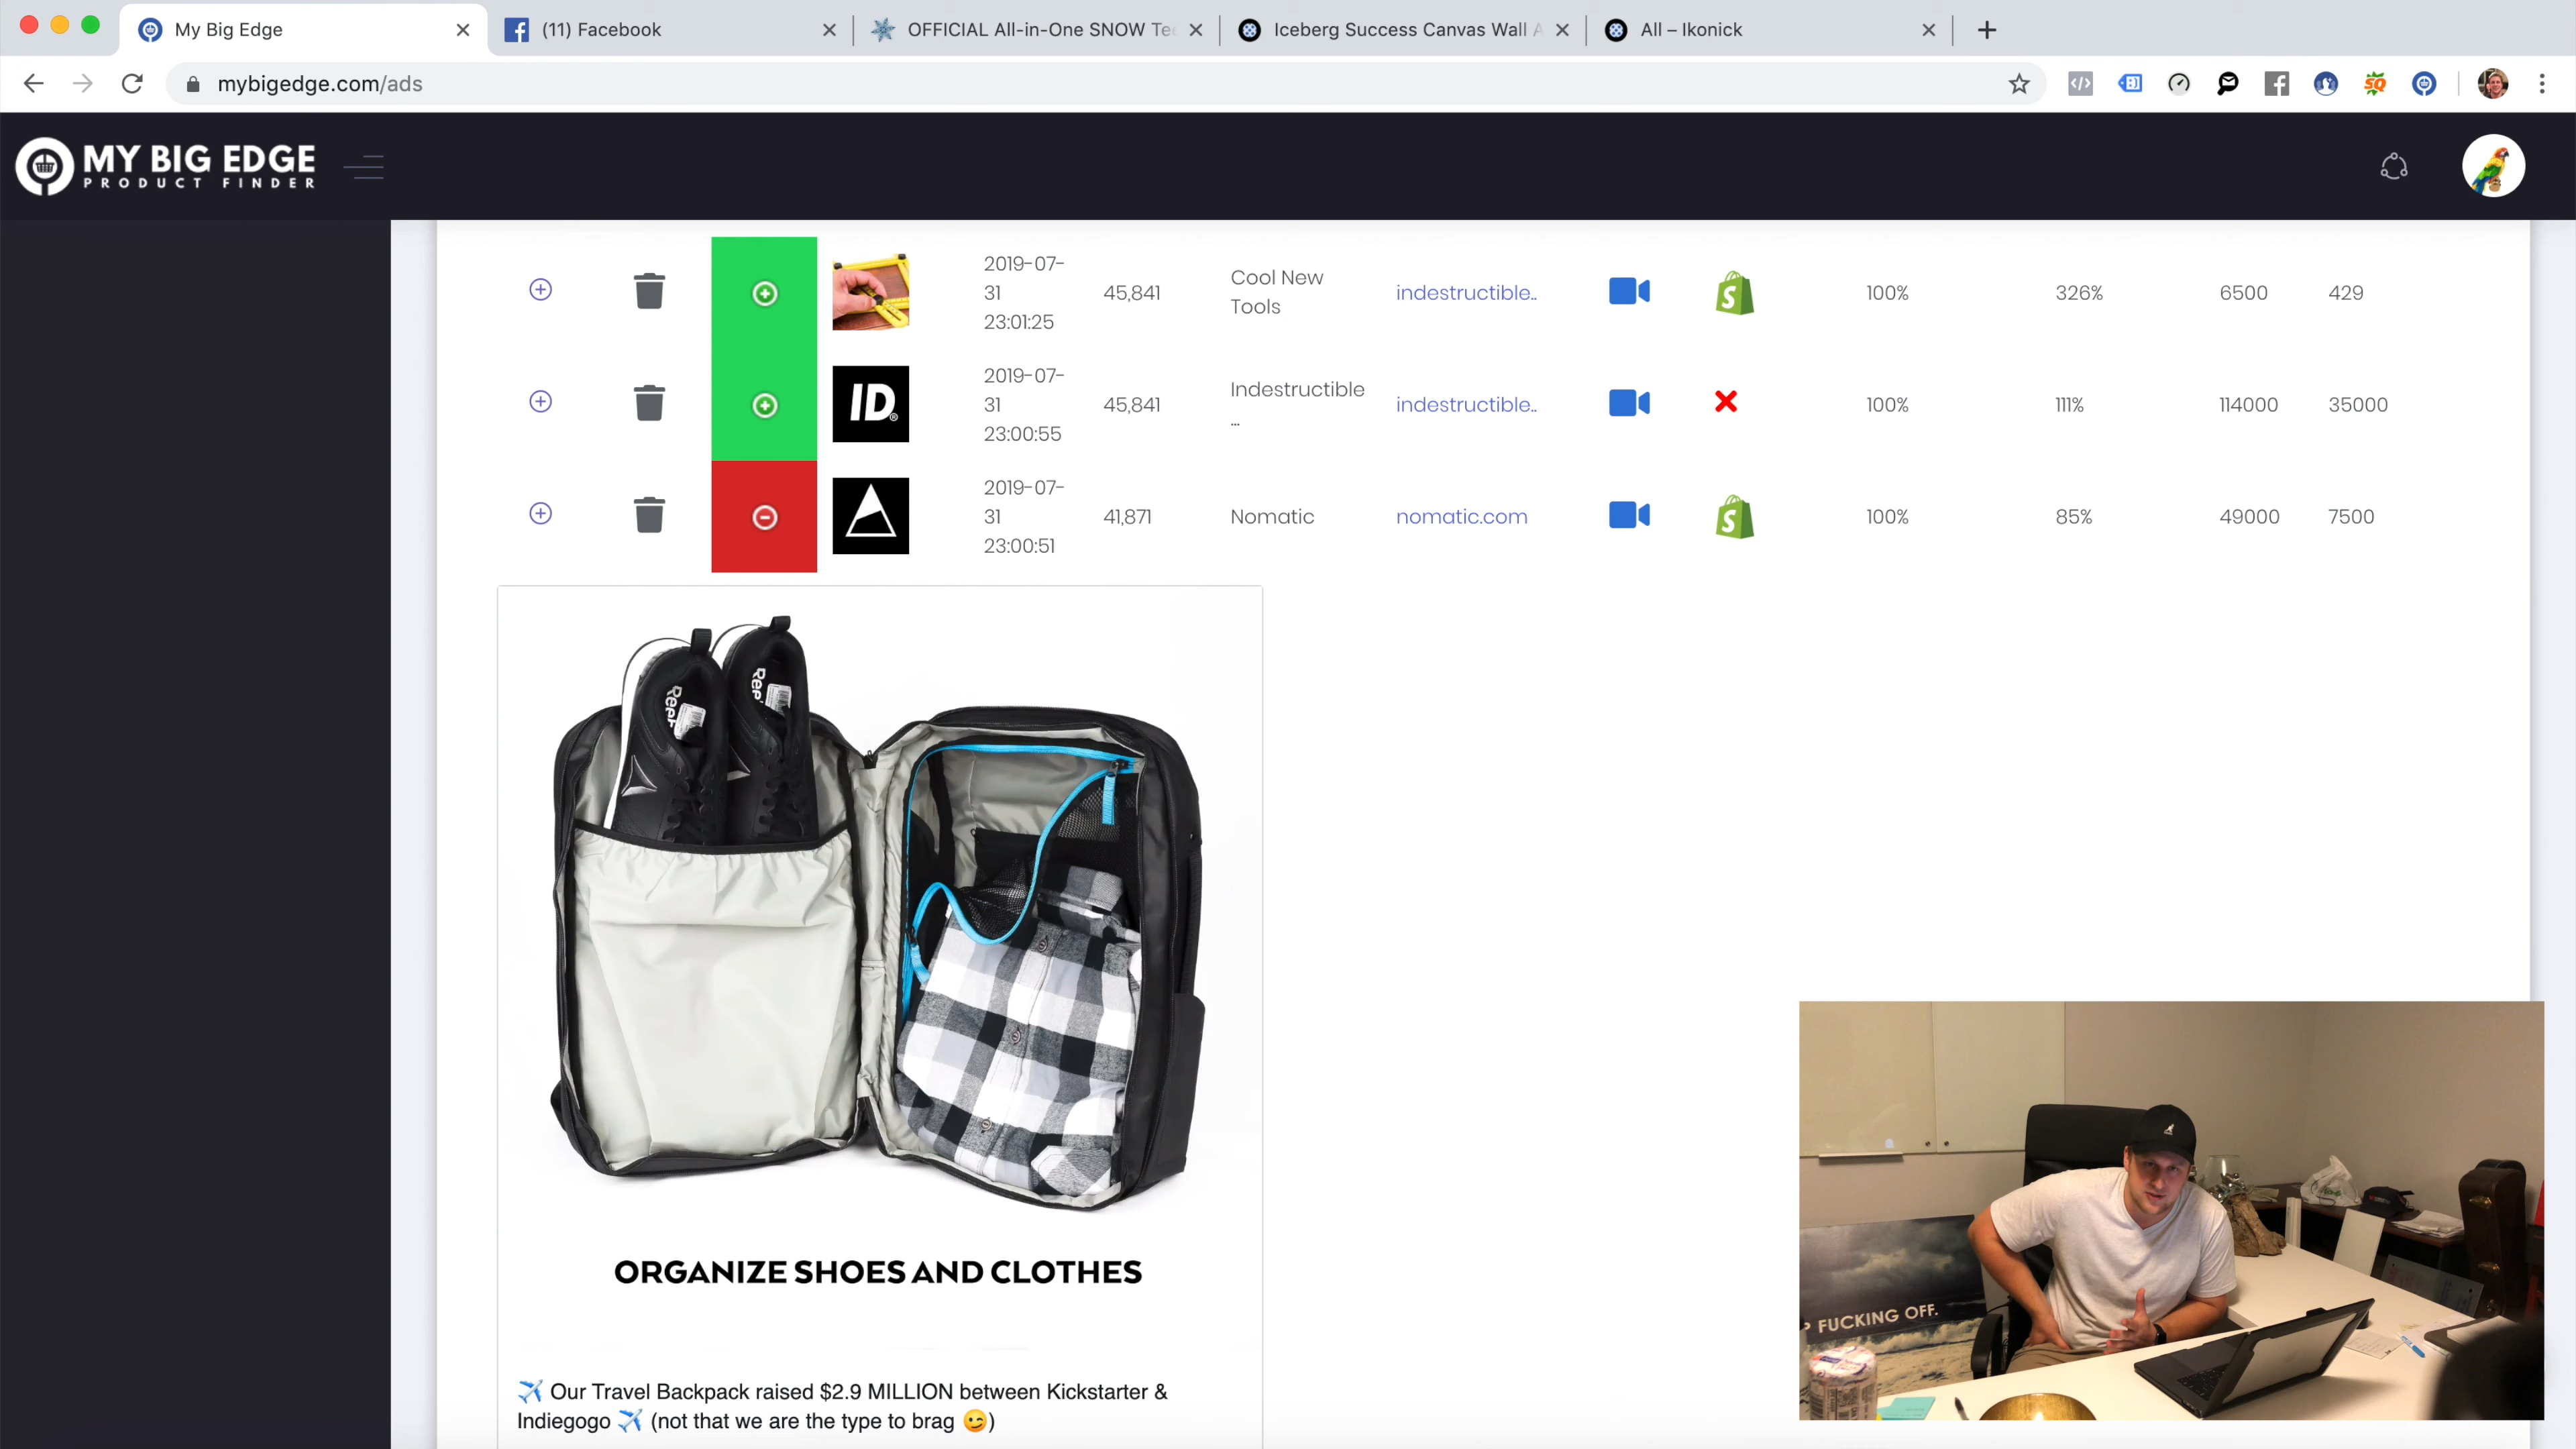 My Big Edge
(11) Facebook
OFFICIAL All-in-One SNOW Tee
Iceberg Success Canvas Wall A
All – Ikonick
mybigedge.com/ads
MY BIG EDGE
PRODUCT FINDER
2019-07-
31
23:01:25
45,841
Cool New
Tools
indestructible..
100%
326%
6500
429
ID®
2019-07-
31
23:00:55
45,841
Indestructible
...
indestructible..
100%
111%
114000
35000
2019-07-
31
23:00:51
41,871
Nomatic
nomatic.com
100%
85%
49000
7500
ORGANIZE SHOES AND CLOTHES
✈️ Our Travel Backpack raised $2.9 MILLION between Kickstarter &
Indiegogo ✈️ (not that we are the type to brag 😉)
P FUCKING OFF.